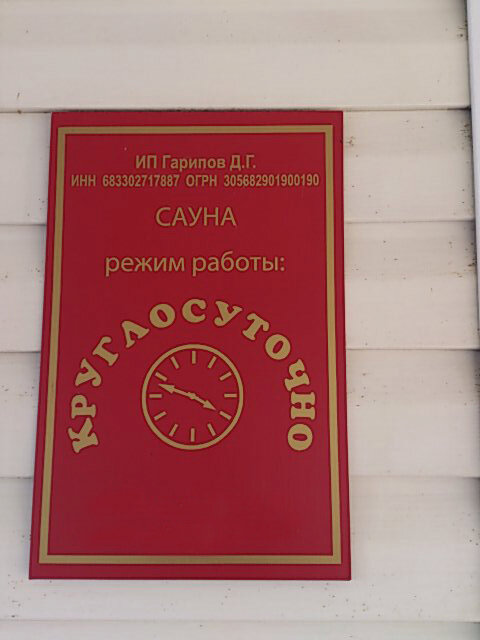 ИП Гарипов Д.Г.
ИНН 683302717887 ОГРН 305682901900190
САУНА
режим работы:
КРУГЛОСУТОЧНО